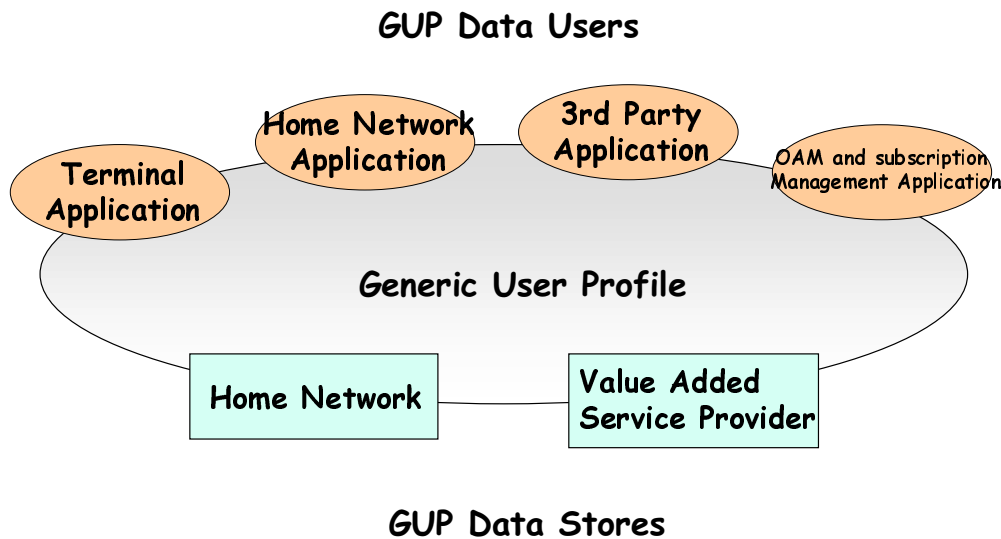 GUP Data Users
Home Network
Application
3rd Party
Application
Terminal
Application
OAM and subscription
Management Application
Generic User Profile
Home Network
Value Added
Service Provider
GUP Data Stores